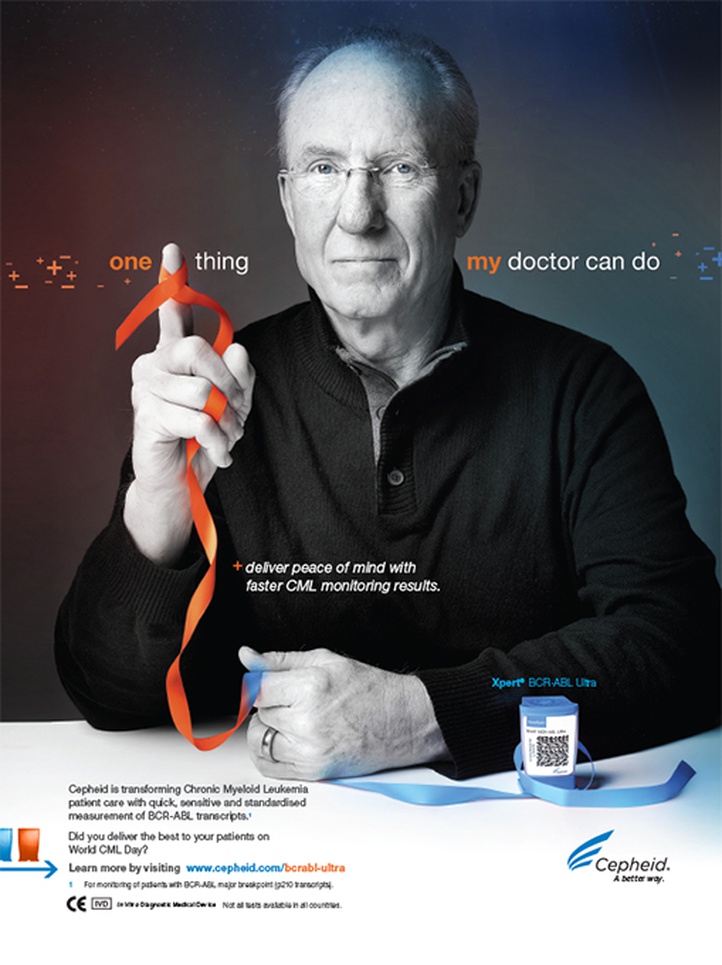 one thing
my doctor can do
+ deliver peace of mind with
faster CML monitoring results.
Xpert® BCR-ABL Ultra
Cepheid is transforming Chronic Myeloid Leukemia
patient care with quick, sensitive and standardised
measurement of BCR-ABL transcripts.¹
Did you deliver the best to your patients on
World CML Day?
Learn more by visiting www.cepheid.com/bcrabl-ultra
1 For monitoring of patients with BCR-ABL major breakpoint (p210 transcripts).
CE IVD In Vitro Diagnostic Medical Device Not all tests available in all countries.
Cepheid®
A better way.